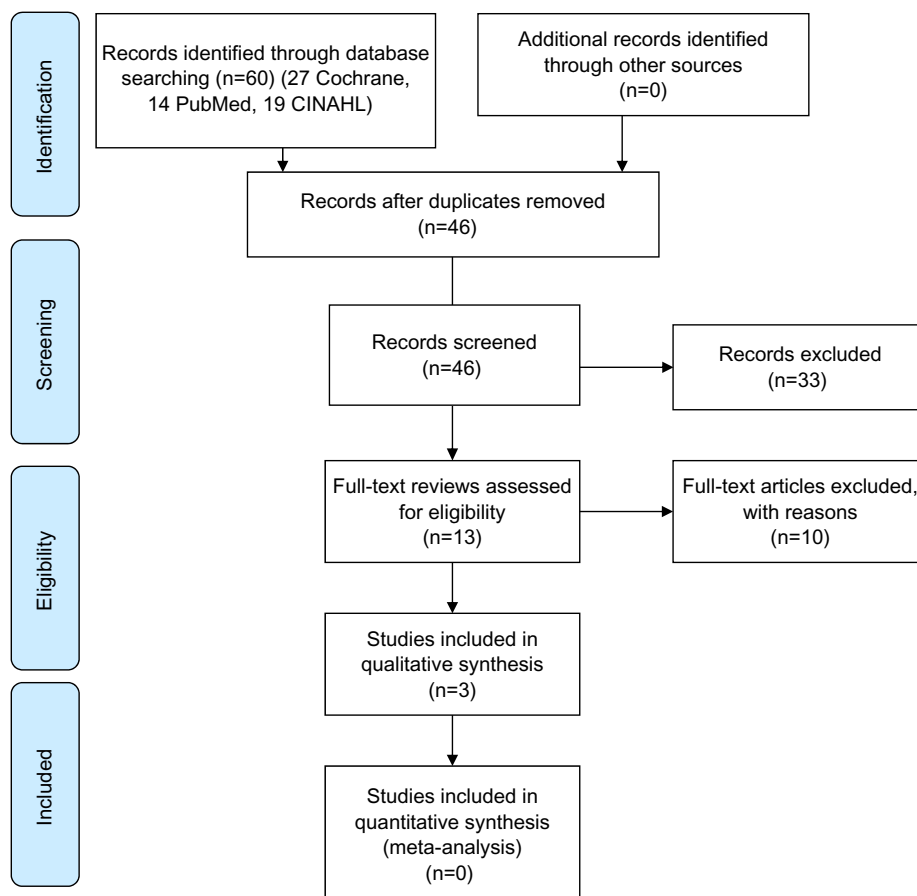 Identification
Records identified through database
searching (n=60) (27 Cochrane,
14 PubMed, 19 CINAHL)
Additional records identified
through other sources
(n=0)
Records after duplicates removed
(n=46)
Screening
Records screened
(n=46)
Records excluded
(n=33)
Eligibility
Full-text reviews assessed
for eligibility
(n=13)
Full-text articles excluded,
with reasons
(n=10)
Studies included in
qualitative synthesis
(n=3)
Included
Studies included in
quantitative synthesis
(meta-analysis)
(n=0)